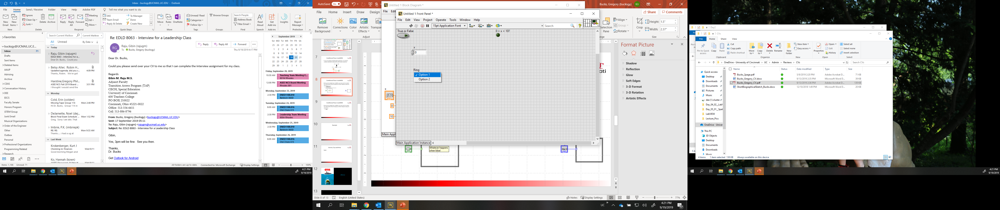 Inbox - bucksgy@UCMAIL.UC.EDU - Outlook
File Home Send / Receive Folder View Help Adobe PDF Tell me what you want to do
New Email
New Items
Ignore
Clean Up
Junk
Delete Archive
Reply Reply All Forward
Meeting
IM
More
DEE
Team Email
Reply & Delete
To Manager
Done
Create New
Move Rules OneNote
Unread/ Read
Categorize
Follow Up
Browse Groups
Search People
Address Book
Filter Email
Read Aloud
Get Add-ins
Insights
Report Message
New Delete Respond Quick Steps Move Tags Groups Find Speech Add-ins Protection
Favorites
bucksgy@UCMAIL.UC.E...
Inbox 71
Drafts
Sent Items
Deleted Items
AAUP
Advising
Archive
CEAS
Conversation History
DEE
EECS
Faculty Senate
Honors Program
iSTEM Group
Junk Email
Musical Organizations
Order of the Engineer
Other
Outbox
Personal
Professional Organizations
Programming Related
Research
Search Current Mailbox Current Mailbox
All Unread By Date
Today
Raju, Gibin (rajugm)
EDLD 8063 - Interview for a...
Dear Dr. Bucks, Could you
Betsy Aller; Robin H...
Updated agenda; did you s... 4:09 PM
Thanks, Robin. We've got
Harstine,Gregory Phil...
ASEE NCS Fall 2019 Board ... 3:51 PM
I thought I would send the
Monday
Cold, Erin (colden)
Missing Tape Group 114 Mon 2:48 PM
Hi Dr. Bucks, Group 114 in
DeJarnette, Noel (dej...
Block Final Exam Schedule ... Mon 1:52 PM
Greg, Sorry I am late. That
Imbrie, P.K. (imbriepk)
RE: RE: Mon 9:33 AM
Thanks.... i had a ug at
Last Week
Krokenberger, Kurt J
Checking in: finances Wed 9/11
Good morning Megan and
Ko, Hannah (kown)
Re: EDLD 8063 - Interview for a Leadership Class
RG
Raju, Gibin (rajugm)
To Bucks, Gregory (bucksgy)
Reply Reply All Forward
Thu 9/19/2019 4:17 PM
Dear Dr. Bucks,
Could you please send over your CV to me so that I can complete the interview assignment for my class.
Regards
Gibin M. Raju M.S.
Adjunct Faculty
Transition Access Program (TAP)
CECH, Special Education
University of Cincinnati
600 Teachers College
PO BOX 210022
Cincinnati, Ohio 45221-0022
Office: 513-556-6611
Cell: 513-886-8796
From: Bucks, Gregory (bucksgy) <bucksgy@UCMAIL.UC.EDU>
Sent: 17 September 2019 05:11
To: Raju, Gibin (rajugm) <rajugm@ucmail.uc.edu>
Subject: Re: EDLD 8063 - Interview for a Leadership Class
Gibin,
Yes, 3pm will be fine. See you then.
Thanks,
Dr. Bucks
Get Outlook for Android
September 2019
SU MO TU WE TH FR SA
25 26 27 28 29 30 31
1 2 3 4 5 6 7
8 9 10 11 12 13 14
15 16 17 18 19 20 21
22 23 24 25 26 27 28
29 30 1 2 3 4 5
Friday, September 20, 2019
10:30 AM Teaching Team Meeting E...
801M Rhodes
12:00 PM ASEE NCS Board Meeting
Rhodes 891
Monday, September 23, 2019
2:30 PM ENED1100.010
Baldwin 860D
Tuesday, September 24, 2019
8:00 AM ENED1100.016
Old Chem 615
2:30 PM Leadership Team Meeting
800A Rhodes
Wednesday, September 25, 2019
2:30 PM ENED1100.010
Baldwin 860D
Thursday, September 26, 2019
8:00 AM ENED1100.016
Old Chem 615
Items: 1,198 Unread: 71 All folders are up to date. Connected to: Microsoft Exchange Display Settings 100%
4:21 PM
9/19/2019
AutoSave On
Bucks, Gregory (bucksgy) BG
File Home Insert Draw Design
Share Comments
Remove Background
Corrections Color Artistic Effects
Adjust
Selection Pane
Align
Group
Rotate
Crop
Height: 1.5"
Width: 2.37"
Size
Untitled 1 Block Diagram *
File
Untitled 1 Front Panel *
File Edit View Project Operate Tools Window Help
15pt Application Font Search
True or False
0 < x < 10?
x
0
Ring
Option 1
Option 2
Main Application Instance
x
0
10
Whatever happens
when false!
7
8
9
10
11
12
13
Format Picture
Shadow
Reflection
Glow
Soft Edges
3-D Format
3-D Rotation
Artistic Effects
Slide 8 of 13 English (United States) Notes Display Settings 77%
UC 4:21 PM
9/19/2019 17
Day2
CVs
File Home Share View
Pin to Quick access
Copy Paste
Cut
Copy path
Paste shortcut
Move to
Copy to
Delete Rename
New folder
New item
Easy access
Properties
Open
Edit
History
Select all
Select none
Invert selection
Clipboard Organize New Open Select
OneDrive - University of Cincinnati > UC > Admin > Reviews > CVs Search CVs
Quick access
Desktop
Downloads
Documents
Pictures
Music
dee (\\cluster
Day_04_02__Lab
Day_05_01__Spat
LabVIEW
Lecture_Pics
OneDrive - Univer
This PC
3D Objects
Desktop
Documents
Downloads
Music
Name Status Date modified Type Size
Bucks_2page.pdf 5/9/2019 2:20 PM Adobe Acrobat D... 71 KB
Bucks_Gregory_CV.docx 9/13/2019 2:35 PM Microsoft Word D... 39 KB
Bucks_Gregory_CV.pdf 9/13/2019 2:36 PM Adobe Acrobat D... 139 KB
ShortBiographicalSketch_Bucks.docx 12/10/2018 1:49 PM Microsoft Word D... 20 KB
4 items 1 item selected 138 KB Always available on this device
4:21 PM
9/19/2019